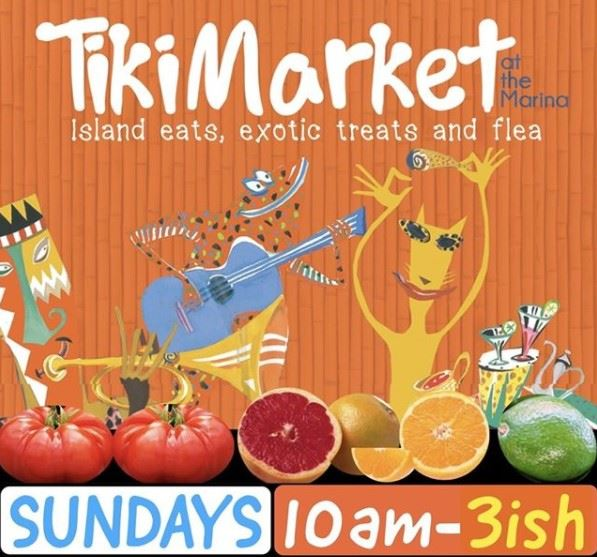 TikiMarket
at
the
Marina
Island eats, exotic treats and flea
SUNDAYS 10am-3ish